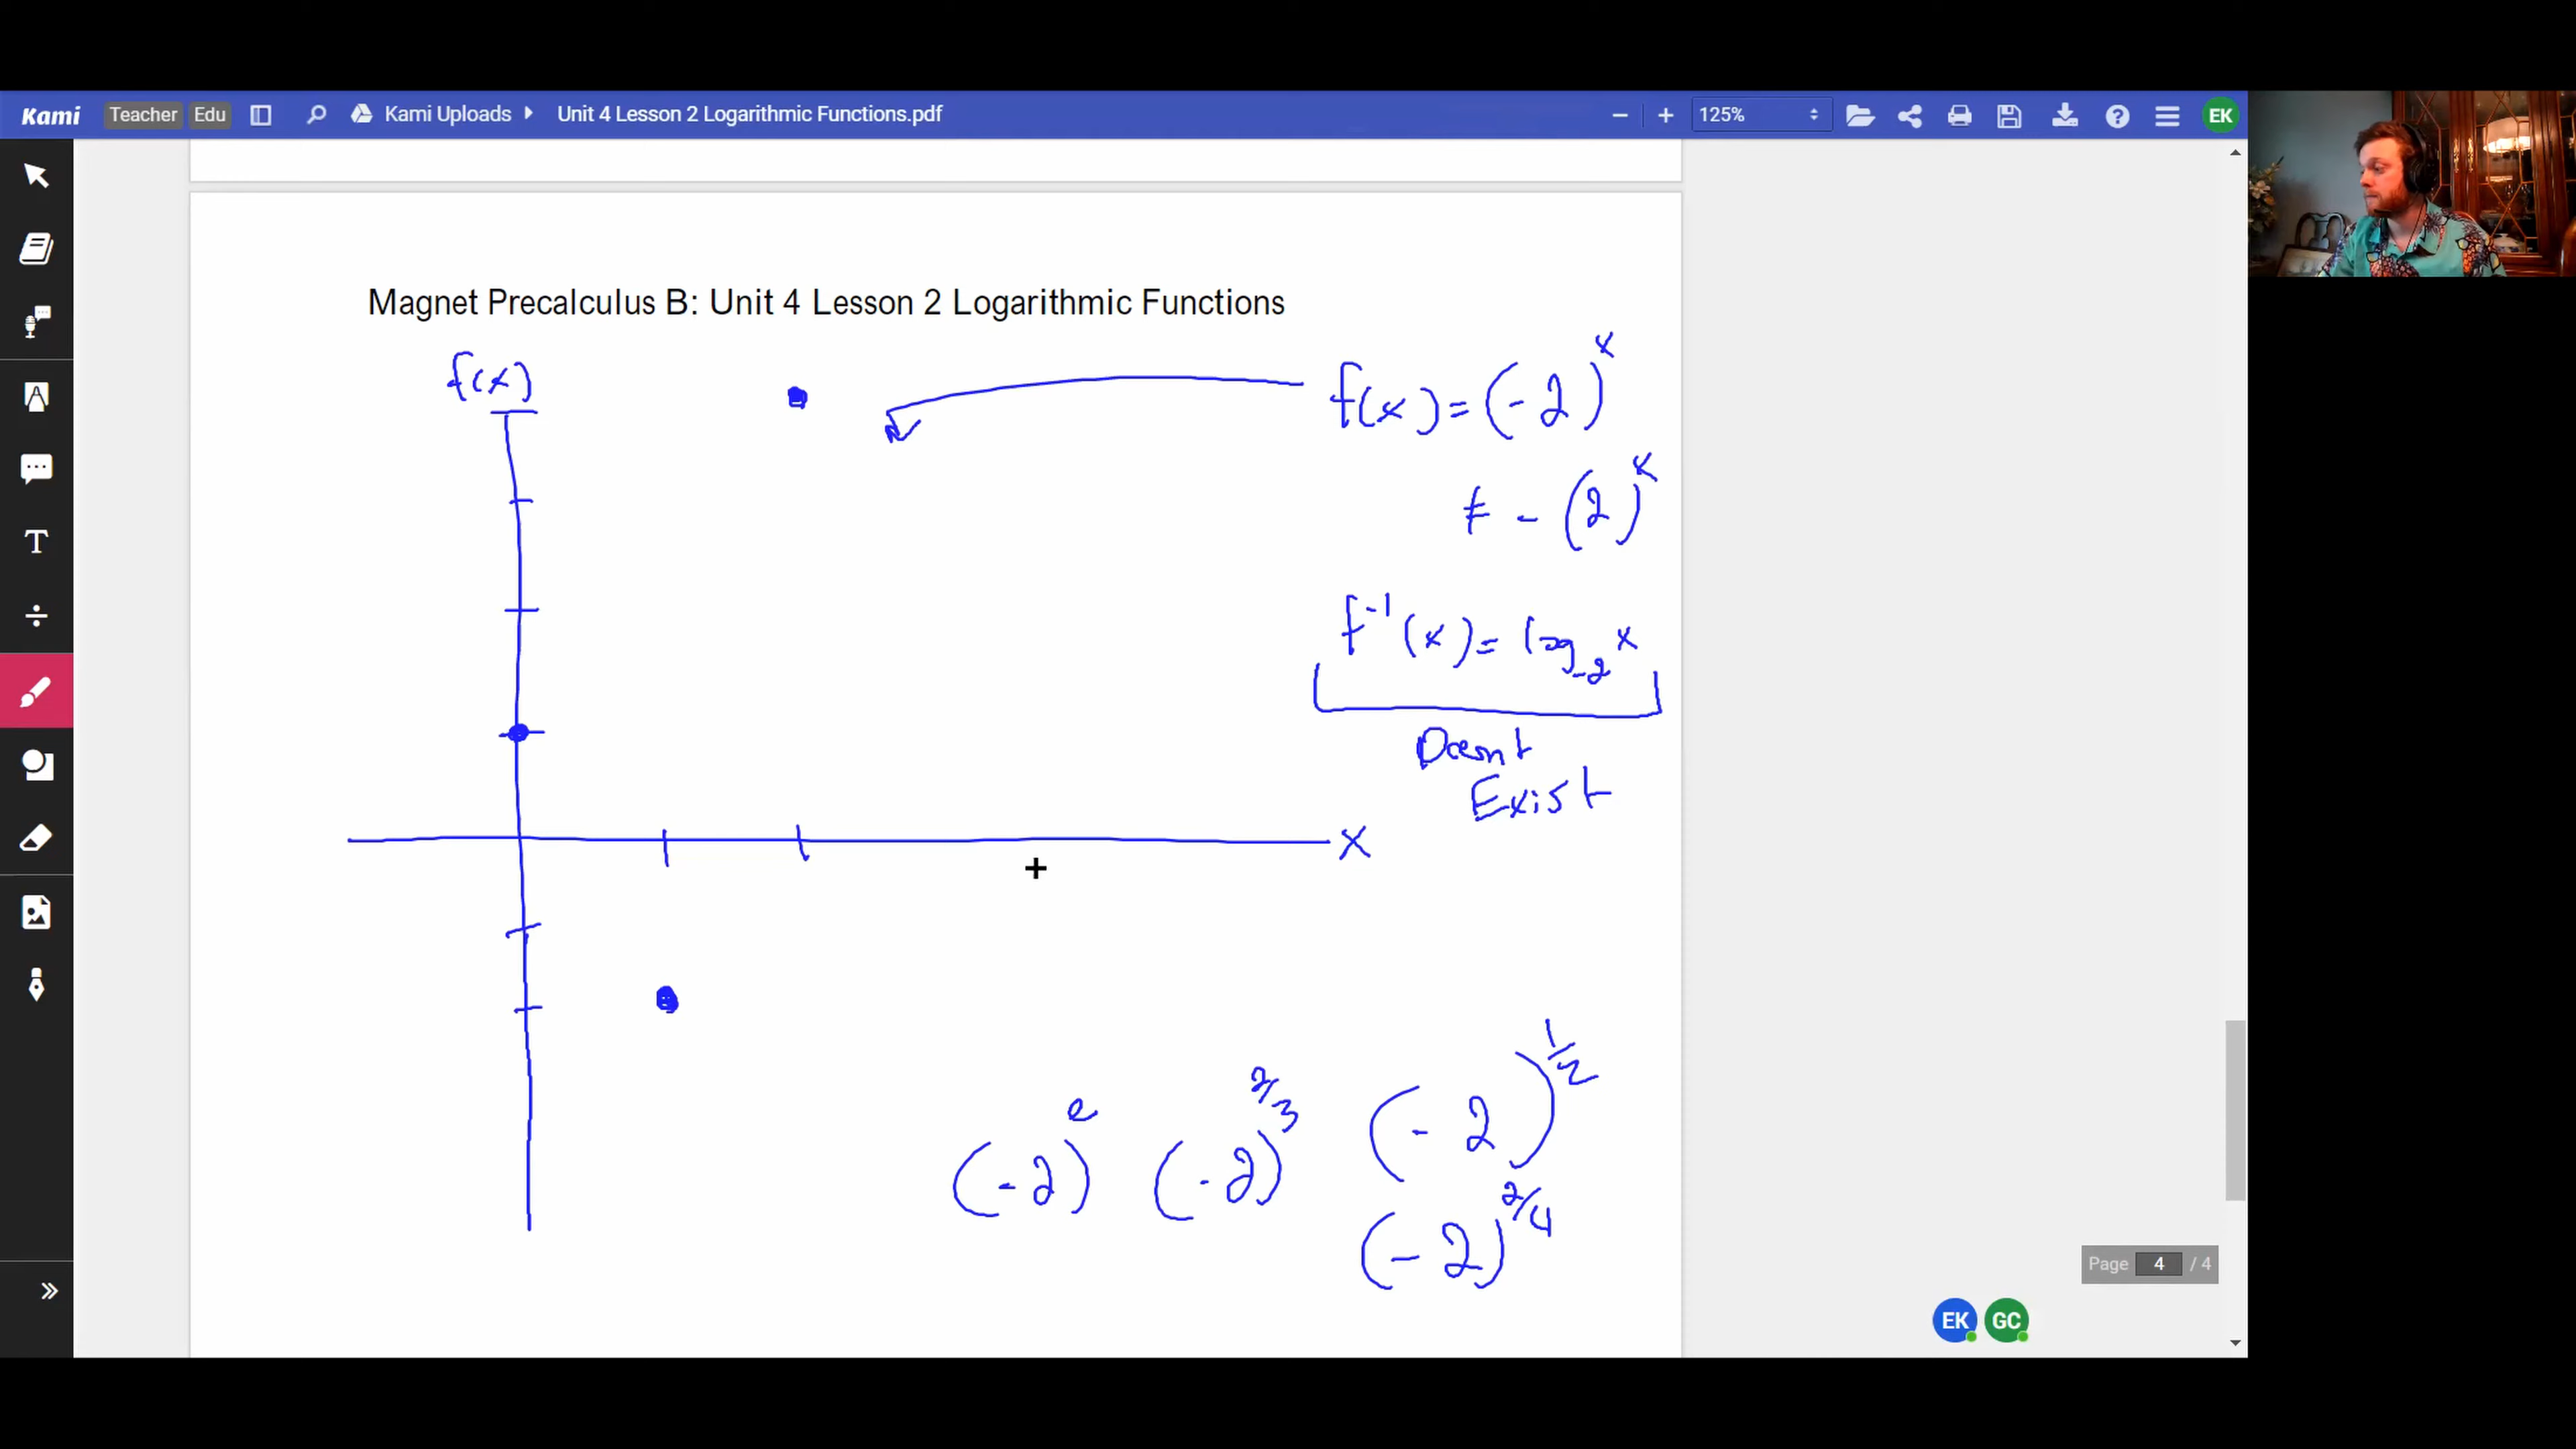 Kami Teacher Edu Kami Uploads Unit 4 Lesson 2 Logarithmic Functions.pdf 125% EK
Magnet Precalculus B: Unit 4 Lesson 2 Logarithmic Functions
f(x)
f(x) = (-2)^x
≠ - (2)^x
f^-1 (x) = log_-2 x
Doesn't
Exist
x
(-2)^e (-2)^2/3 (-2)^1/2
(-2)^2/4
Page 4 / 4
EK GC